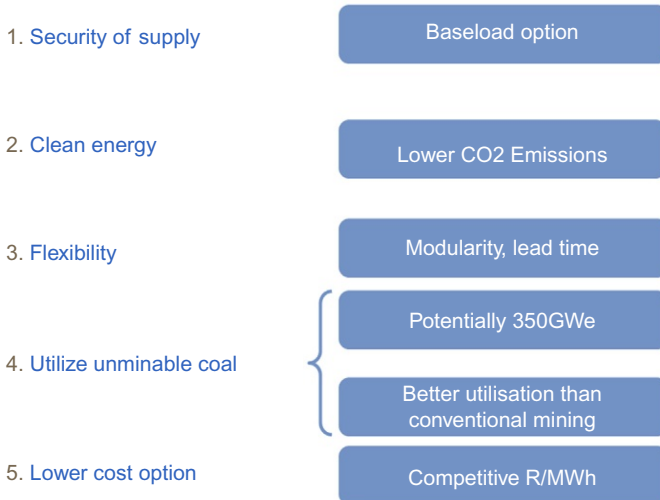 1. Security of supply
Baseload option
2. Clean energy
Lower CO2 Emissions
3. Flexibility
Modularity, lead time
4. Utilize unminable coal
Potentially 350GWe
Better utilisation than
conventional mining
5. Lower cost option
Competitive R/MWh